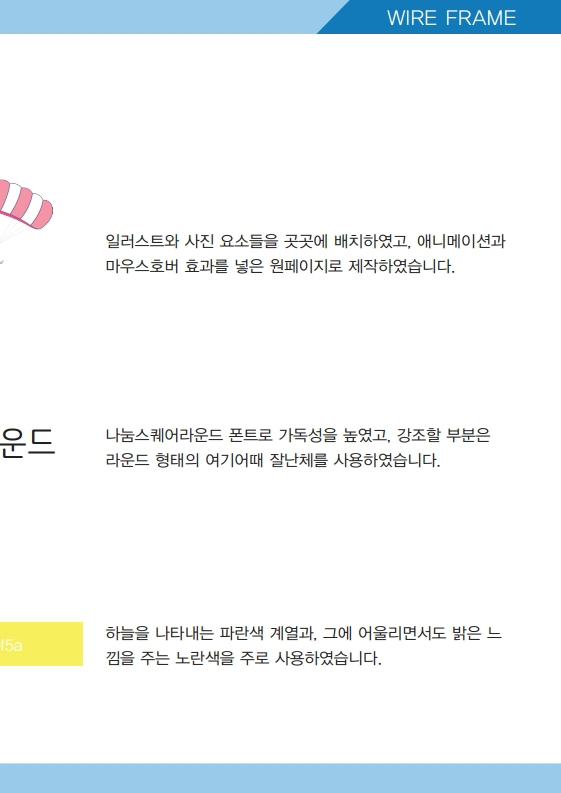 WIRE FRAME
일러스트와 사진 요소들을 곳곳에 배치하였고, 애니메이션과
마우스호버 효과를 넣은 원페이지로 제작하였습니다.
운드
나눔스퀘어라운드 폰트로 가독성을 높였고, 강조할 부분은
라운드 형태의 여기어때 잘난체를 사용하였습니다.
f5a
하늘을 나타내는 파란색 계열과, 그에 어울리면서도 밝은 느
낌을 주는 노란색을 주로 사용하였습니다.